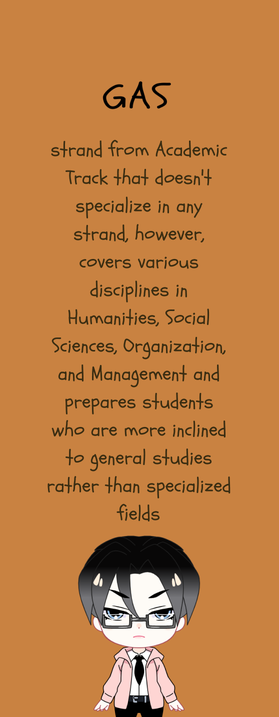 GAS
strand from Academic
Track that doesn't
specialize in any
strand, however,
covers various
disciplines in
Humanities, Social
Sciences, Organization,
and Management and
prepares students
who are more inclined
to general studies
rather than specialized
fields